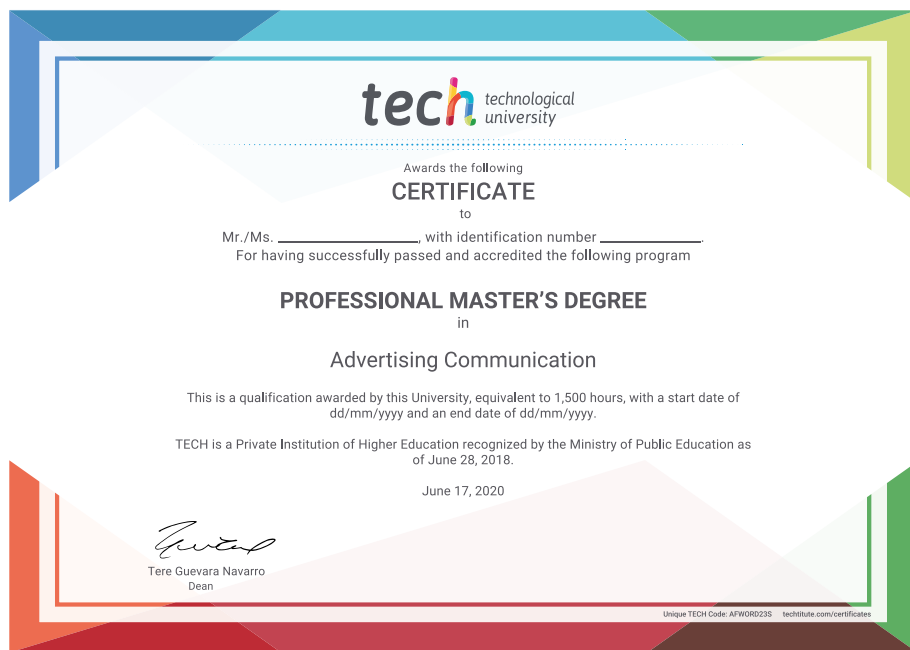 tech technological
university
Awards the following
CERTIFICATE
to
Mr./Ms. ____________________, with identification number ______________.
For having successfully passed and accredited the following program
PROFESSIONAL MASTER'S DEGREE
in
Advertising Communication
This is a qualification awarded by this University, equivalent to 1,500 hours, with a start date of
dd/mm/yyyy and an end date of dd/mm/yyyy.
TECH is a Private Institution of Higher Education recognized by the Ministry of Public Education as
of June 28, 2018.
June 17, 2020
Tere Guevara Navarro
Dean
Unique TECH Code: AFWORD23S techtitute.com/certificates